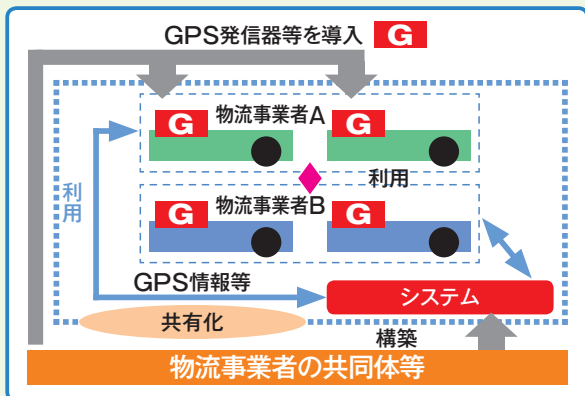 GPS発信器等を導入 G
物流事業者A
G G
利用
物流事業者B
G G
利用
GPS情報等
システム
共有化
構築
物流事業者の共同体等